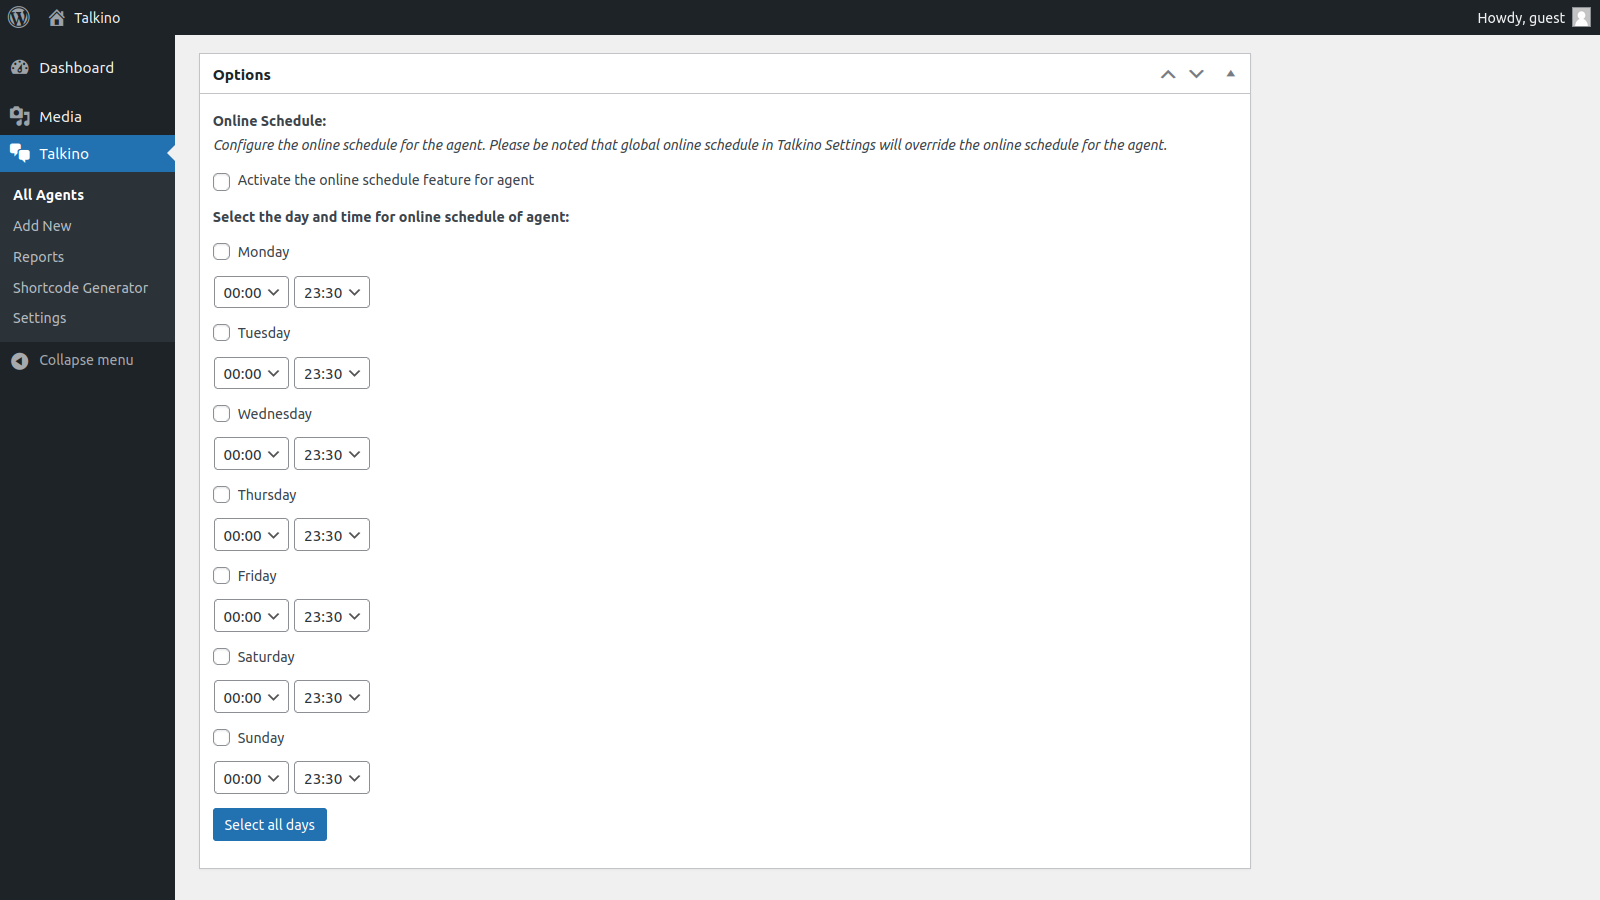 Talkino
Howdy, guest
Dashboard
Media
Talkino
All Agents
Add New
Reports
Shortcode Generator
Settings
Collapse menu
Options
Online Schedule:
Configure the online schedule for the agent. Please be noted that global online schedule in Talkino Settings will override the online schedule for the agent.
Activate the online schedule feature for agent
Select the day and time for online schedule of agent:
Monday
00:00 23:30
Tuesday
00:00 23:30
Wednesday
00:00 23:30
Thursday
00:00 23:30
Friday
00:00 23:30
Saturday
00:00 23:30
Sunday
00:00 23:30
Select all days